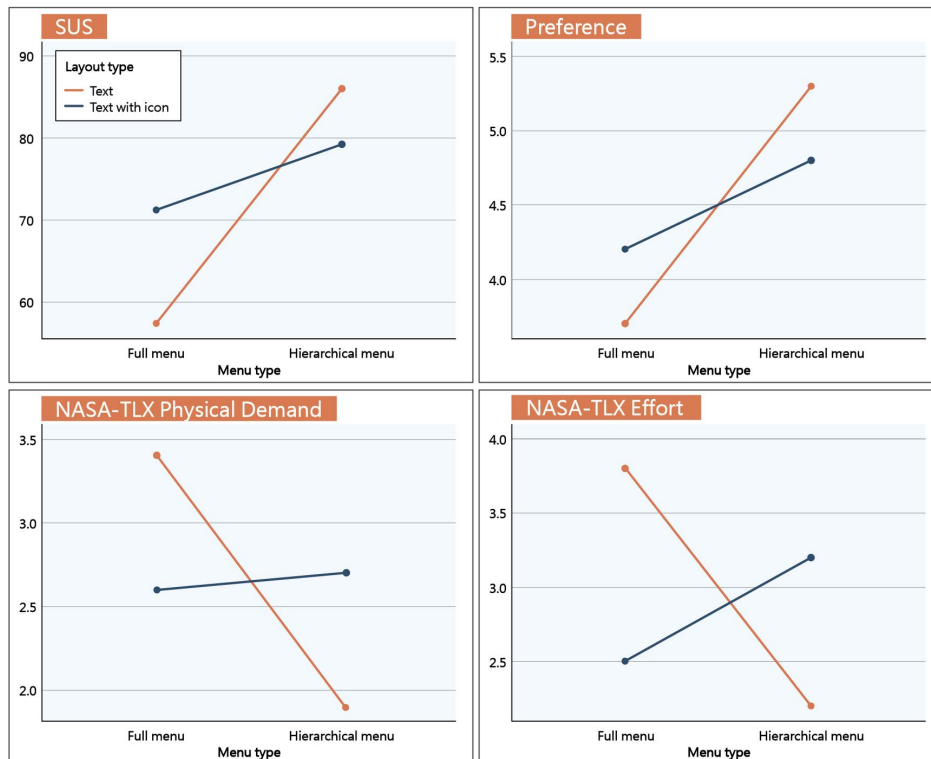 SUS
90
80
70
60
Layout type
Text
Text with icon
Full menu
Hierarchical menu
Menu type
Preference
5.5
5.0
4.5
4.0
Full menu
Hierarchical menu
Menu type
NASA-TLX Physical Demand
3.5
3.0
2.5
2.0
Full menu
Hierarchical menu
Menu type
NASA-TLX Effort
4.0
3.5
3.0
2.5
Full menu
Hierarchical menu
Menu type